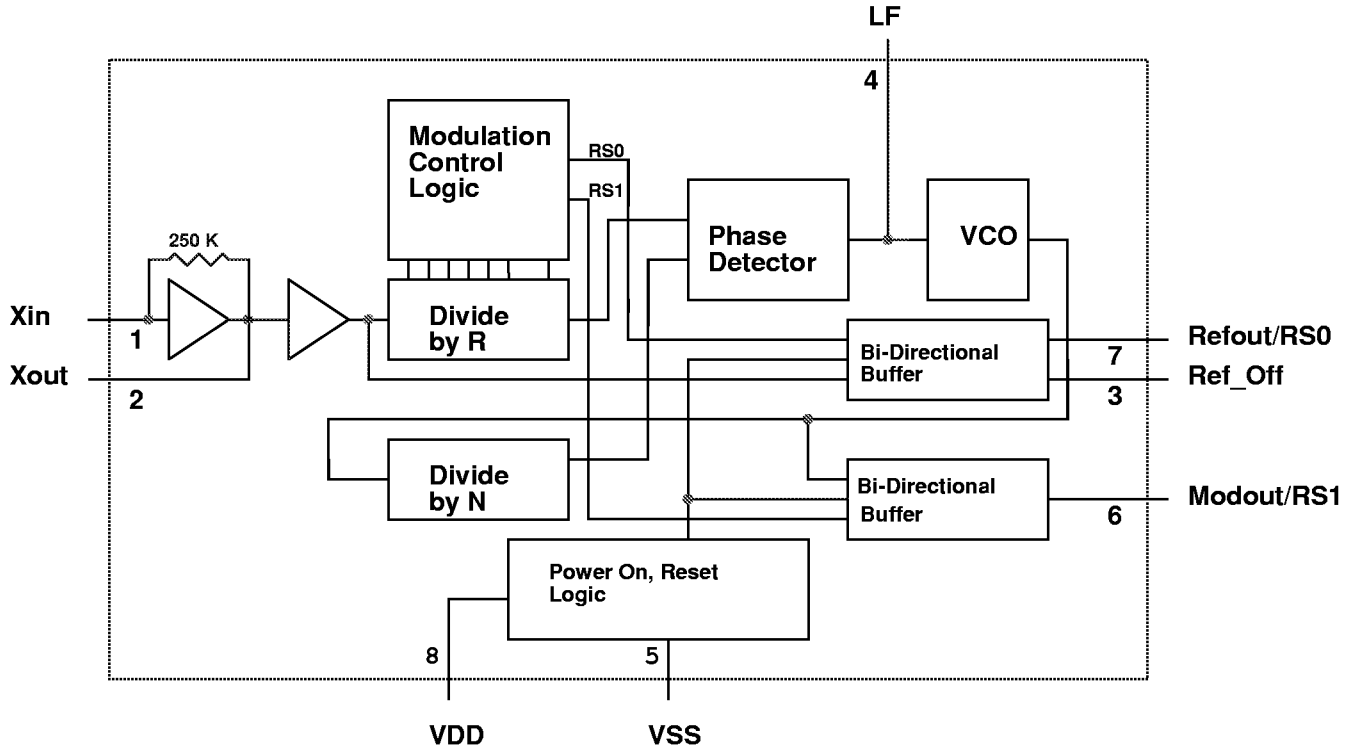 LF
4
Modulation
Control
Logic
RS0
RS1
250 K
Phase
Detector
VCO
Xin
1
Divide
by R
Bi-Directional
Buffer
Refout/RS0
7
Xout
2
Ref_Off
3
Divide
by N
Bi-Directional
Buffer
Modout/RS1
6
Power On, Reset
Logic
8
5
VDD
VSS